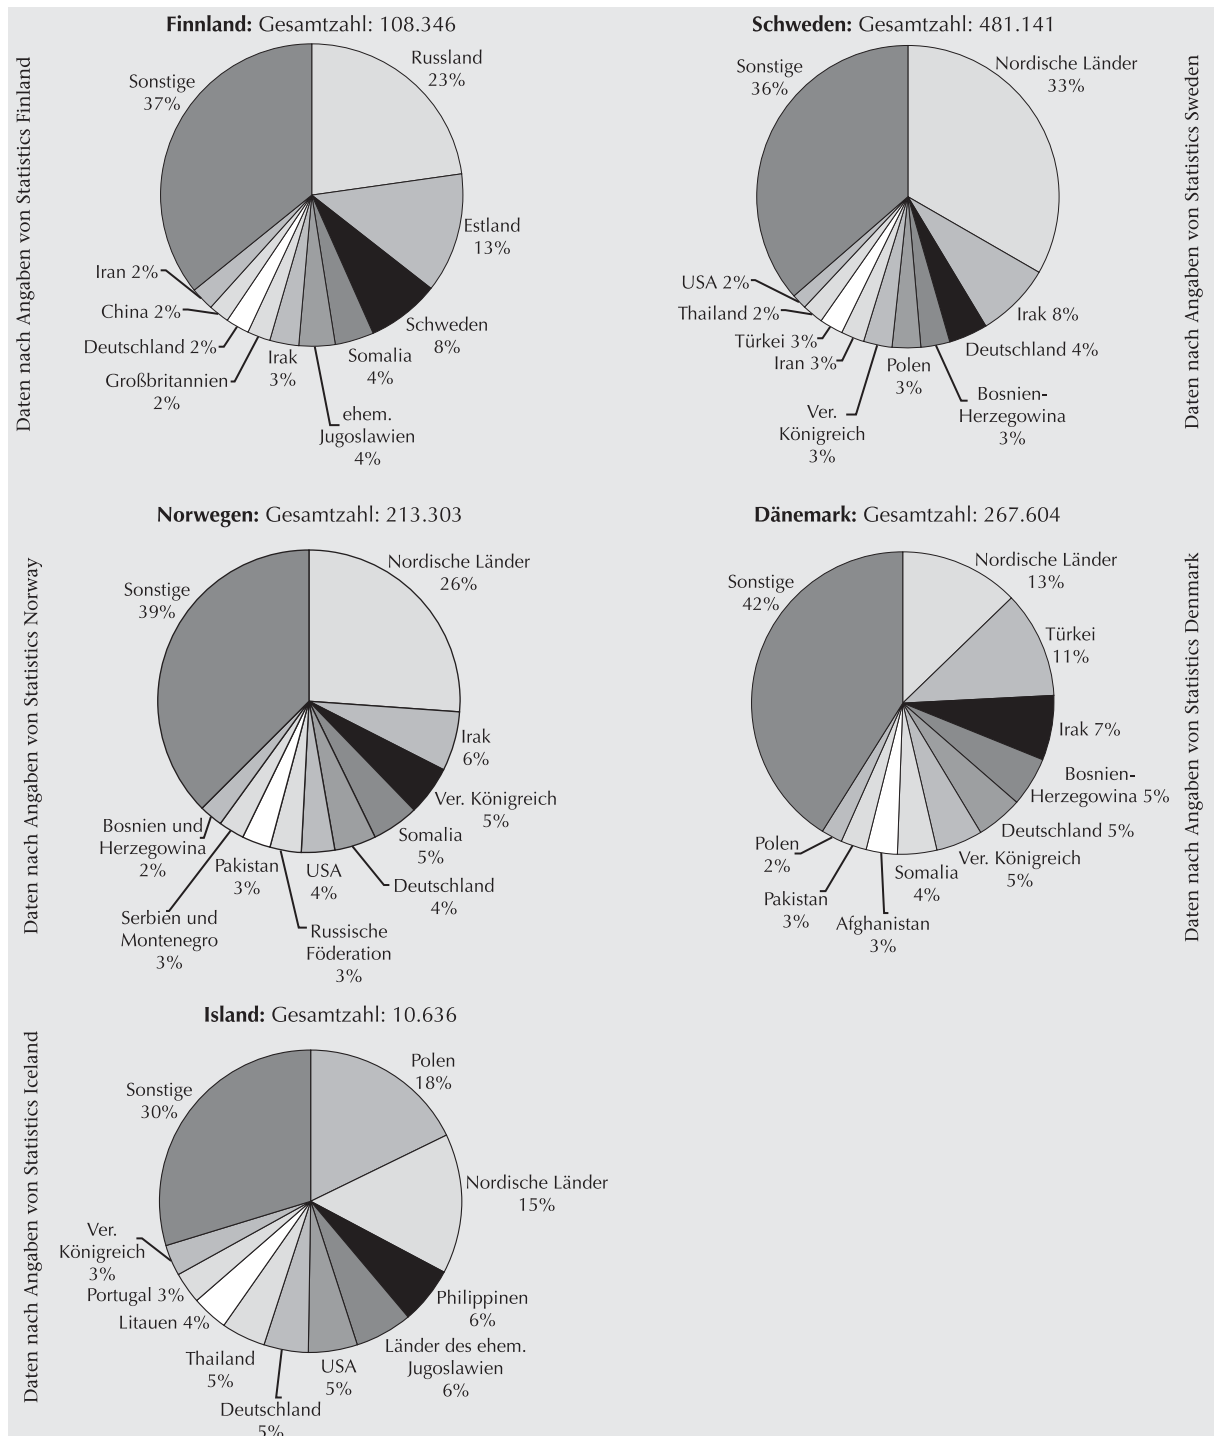 Finnland: Gesamtzahl: 108.346
Daten nach Angaben von Statistics Finland
Russland
23%
Estland
13%
Schweden
8%
Somalia
4%
ehem.
Jugoslawien
4%
Irak
3%
Großbritannien
2%
Deutschland 2%
China 2%
Iran 2%
Sonstige
37%
Schweden: Gesamtzahl: 481.141
Daten nach Angaben von Statistics Sweden
Nordische Länder
33%
Irak 8%
Deutschland 4%
Bosnien-
Herzegowina
3%
Polen
3%
Ver.
Königreich
3%
Iran 3%
Türkei 3%
Thailand 2%
USA 2%
Sonstige
36%
Norwegen: Gesamtzahl: 213.303
Daten nach Angaben von Statistics Norway
Nordische Länder
26%
Irak
6%
Ver. Königreich
5%
Somalia
5%
Deutschland
4%
USA
4%
Russische
Föderation
3%
Pakistan
3%
Serbien und
Montenegro
3%
Bosnien und
Herzegowina
2%
Sonstige
39%
Dänemark: Gesamtzahl: 267.604
Daten nach Angaben von Statistics Denmark
Nordische Länder
13%
Türkei
11%
Irak 7%
Bosnien-
Herzegowina 5%
Deutschland 5%
Ver. Königreich
5%
Somalia
4%
Afghanistan
3%
Pakistan
3%
Polen
2%
Sonstige
42%
Island: Gesamtzahl: 10.636
Daten nach Angaben von Statistics Iceland
Polen
18%
Nordische Länder
15%
Philippinen
6%
Länder des ehem.
Jugoslawien
6%
USA
5%
Deutschland
5%
Thailand
5%
Litauen 4%
Portugal 3%
Ver.
Königreich
3%
Sonstige
30%